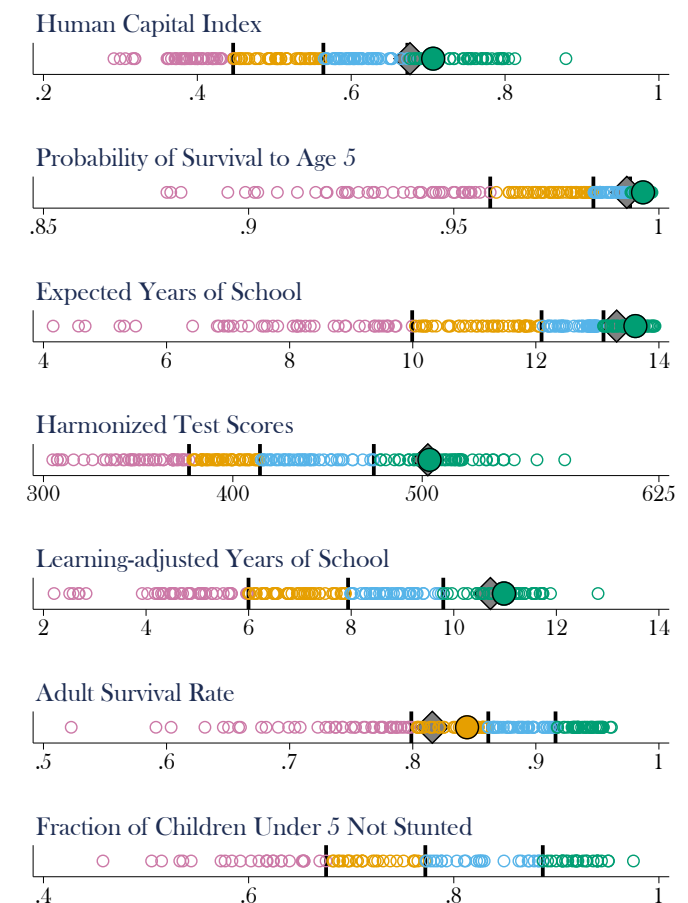 Human Capital Index
.2 .4 .6 .8 1
Probability of Survival to Age 5
.85 .9 .95 1
Expected Years of School
4 6 8 10 12 14
Harmonized Test Scores
300 400 500 625
Learning-adjusted Years of School
2 4 6 8 10 12 14
Adult Survival Rate
.5 .6 .7 .8 .9 1
Fraction of Children Under 5 Not Stunted
.4 .6 .8 1